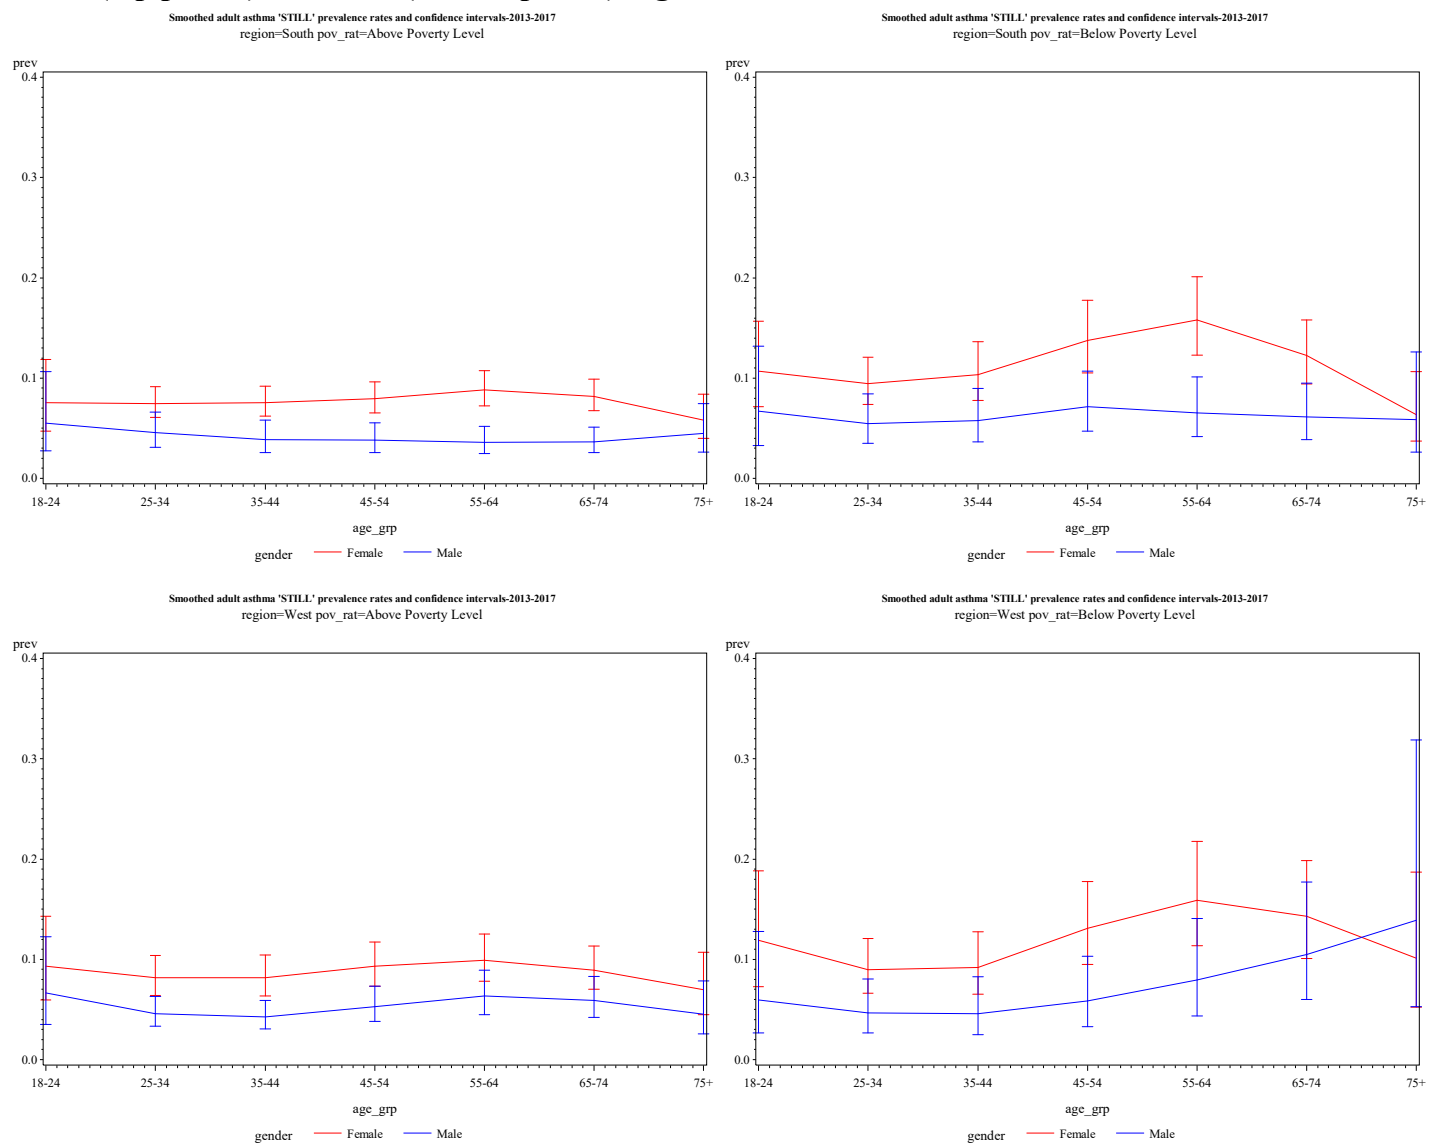 Smoothed adult asthma 'STILL' prevalence rates and confidence intervals-2013-2017
region=South pov_rat=Above Poverty Level
prev
0.4
0.3
0.2
0.1
0.0
18-24 25-34 35-44 45-54 55-64 65-74 75+
age_grp
gender Female Male
Smoothed adult asthma 'STILL' prevalence rates and confidence intervals-2013-2017
region=South pov_rat=Below Poverty Level
prev
0.4
0.3
0.2
0.1
0.0
18-24 25-34 35-44 45-54 55-64 65-74 75+
age_grp
gender Female Male
Smoothed adult asthma 'STILL' prevalence rates and confidence intervals-2013-2017
region=West pov_rat=Above Poverty Level
prev
0.4
0.3
0.2
0.1
0.0
18-24 25-34 35-44 45-54 55-64 65-74 75+
age_grp
gender Female Male
Smoothed adult asthma 'STILL' prevalence rates and confidence intervals-2013-2017
region=West pov_rat=Below Poverty Level
prev
0.4
0.3
0.2
0.1
0.0
18-24 25-34 35-44 45-54 55-64 65-74 75+
age_grp
gender Female Male